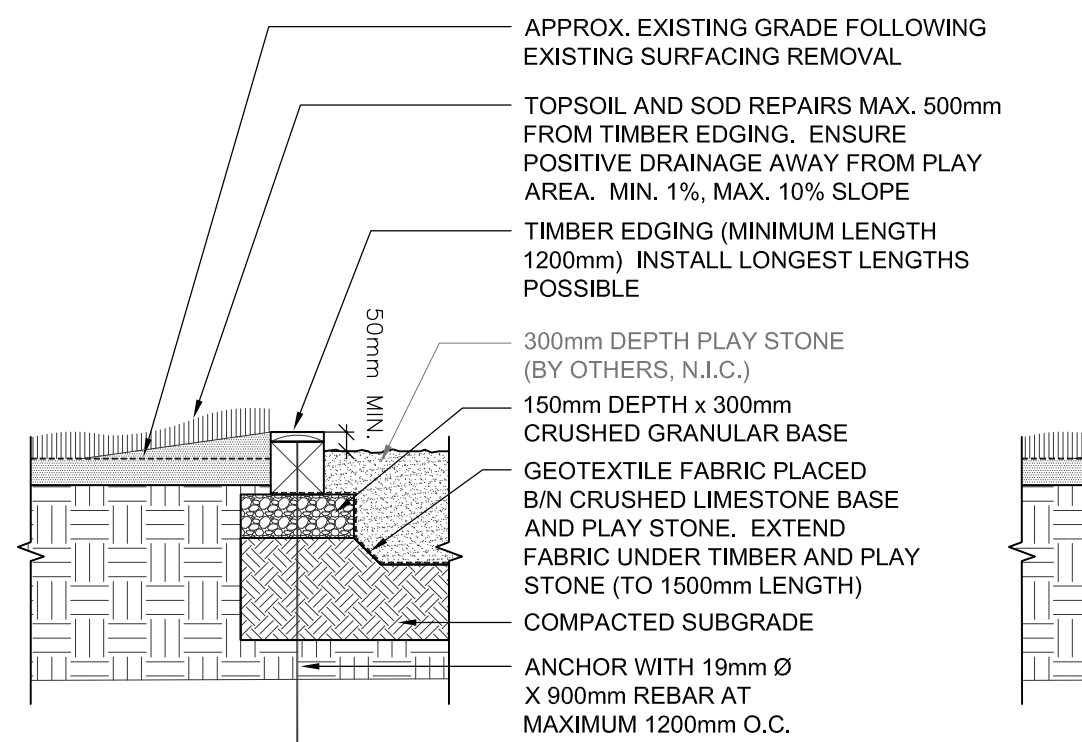 APPROX. EXISTING GRADE FOLLOWING
EXISTING SURFACING REMOVAL
TOPSOIL AND SOD REPAIRS MAX. 500mm
FROM TIMBER EDGING. ENSURE
POSITIVE DRAINAGE AWAY FROM PLAY
AREA. MIN. 1%, MAX. 10% SLOPE
TIMBER EDGING (MINIMUM LENGTH
1200mm) INSTALL LONGEST LENGTHS
POSSIBLE
50mm MIN.
300mm DEPTH PLAY STONE
(BY OTHERS, N.I.C.)
150mm DEPTH x 300mm
CRUSHED GRANULAR BASE
GEOTEXTILE FABRIC PLACED
B/N CRUSHED LIMESTONE BASE
AND PLAY STONE. EXTEND
FABRIC UNDER TIMBER AND PLAY
STONE (TO 1500mm LENGTH)
COMPACTED SUBGRADE
ANCHOR WITH 19mm Ø
X 900mm REBAR AT
MAXIMUM 1200mm O.C.